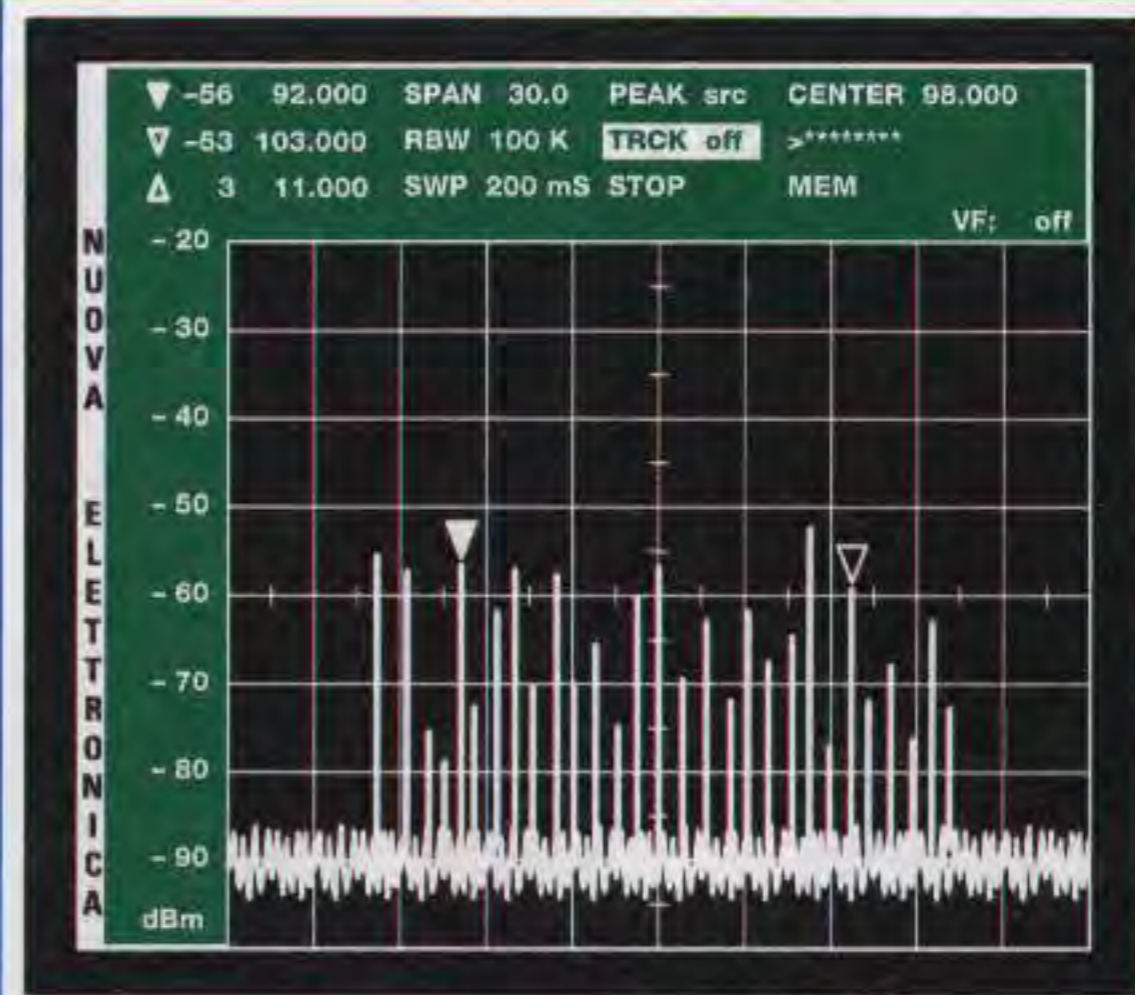 ▼ -56 92.000 SPAN 30.0 PEAK src CENTER 98.000
∇ -53 103.000 RBW 100 K TRCK off >********
Δ 3 11.000 SWP 200 mS STOP MEM
VF: off
NUOVA ELETTRONICA
- 20
- 30
- 40
- 50
- 60
- 70
- 80
- 90
dBm